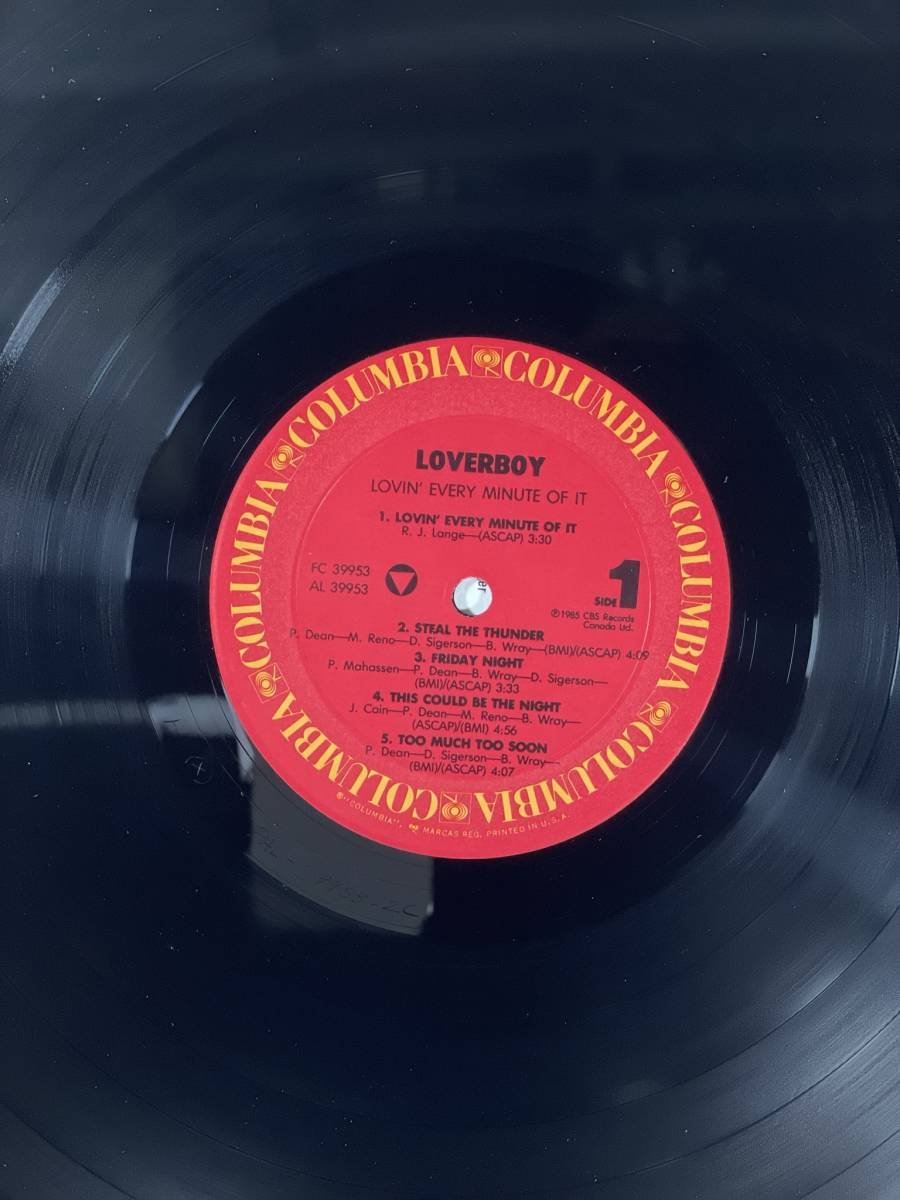 COLUMBIA COLUMBIA COLUMBIA COLUMBIA COLUMBIA COLUMBIA COLUMBIA
LOVERBOY
LOVIN' EVERY MINUTE OF IT
1. LOVIN' EVERY MINUTE OF IT
R. J. Lange—(ASCAP) 3:30
FC 39953
AL 39953
SIDE 1
℗1985 CBS Records
Canada Ltd.
2. STEAL THE THUNDER
P. Dean—M. Reno—D. Sigerson—B. Wray—(BMI)/(ASCAP) 4:09
3. FRIDAY NIGHT
P. Mahassen—P. Dean—B. Wray—D. Sigerson—
(BMI)/(ASCAP) 3:33
4. THIS COULD BE THE NIGHT
J. Cain—P. Dean—M. Reno—B. Wray—
(ASCAP)/(BMI) 4:56
5. TOO MUCH TOO SOON
P. Dean—D. Sigerson—B. Wray—
(BMI)/(ASCAP) 4:07
®"COLUMBIA", MARCAS REG. PRINTED IN U.S.A.